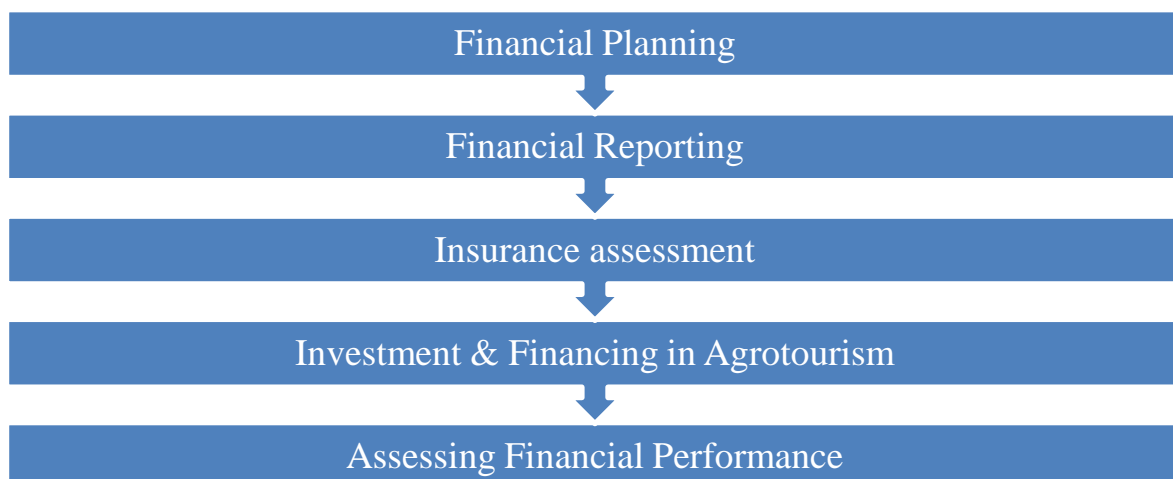 Financial Planning
Financial Reporting
Insurance assessment
Investment & Financing in Agrotourism
Assessing Financial Performance